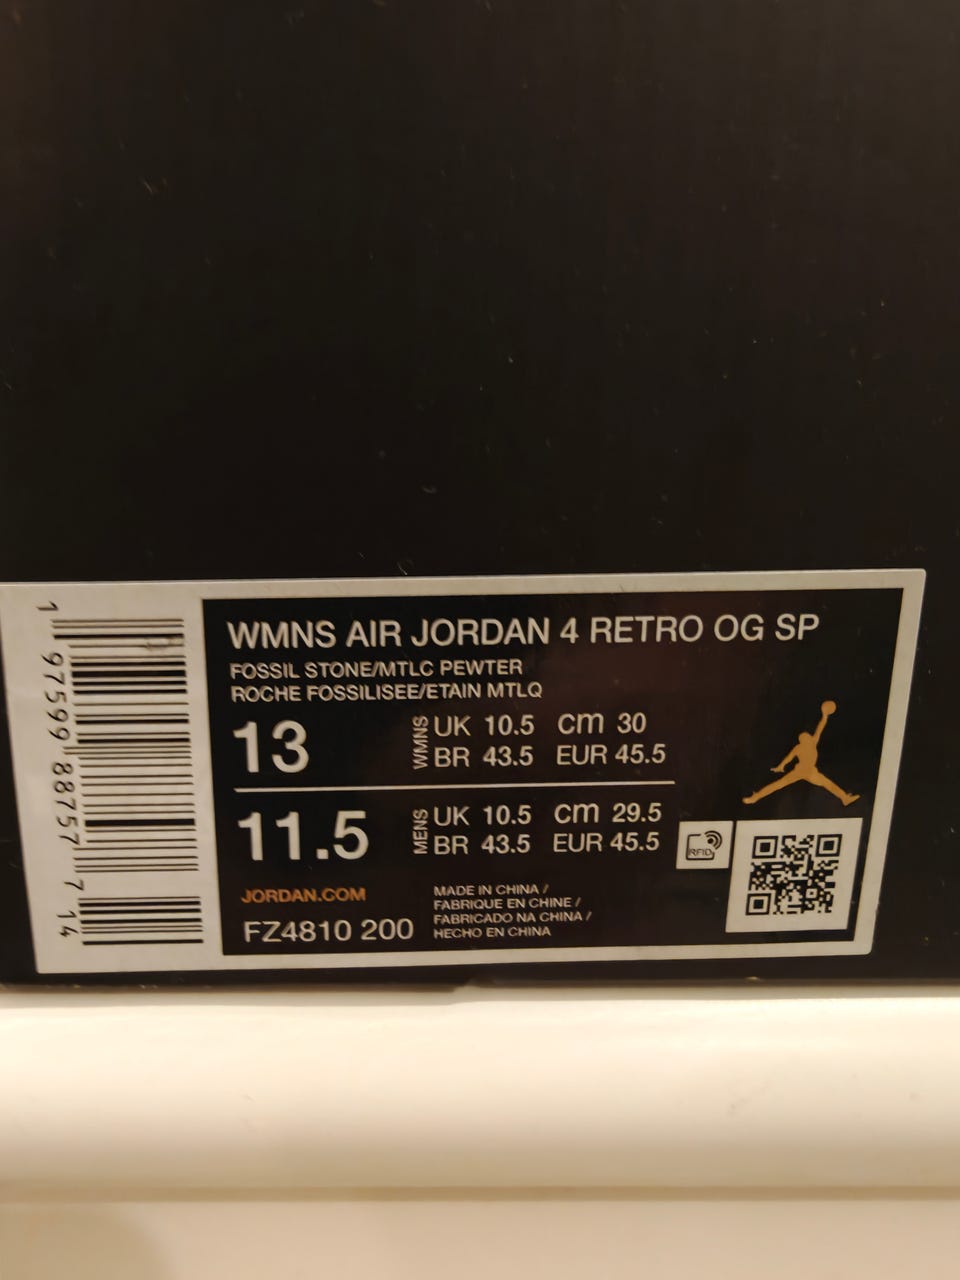 1 97599 88757 7 14
WMNS AIR JORDAN 4 RETRO OG SP
FOSSIL STONE/MTLC PEWTER
ROCHE FOSSILISEE/ETAIN MTLQ
13 WMNS UK 10.5 cm 30
BR 43.5 EUR 45.5
11.5 MENS UK 10.5 cm 29.5
BR 43.5 EUR 45.5
RFID
JORDAN.COM
FZ4810 200
MADE IN CHINA /
FABRIQUE EN CHINE /
FABRICADO NA CHINA /
HECHO EN CHINA